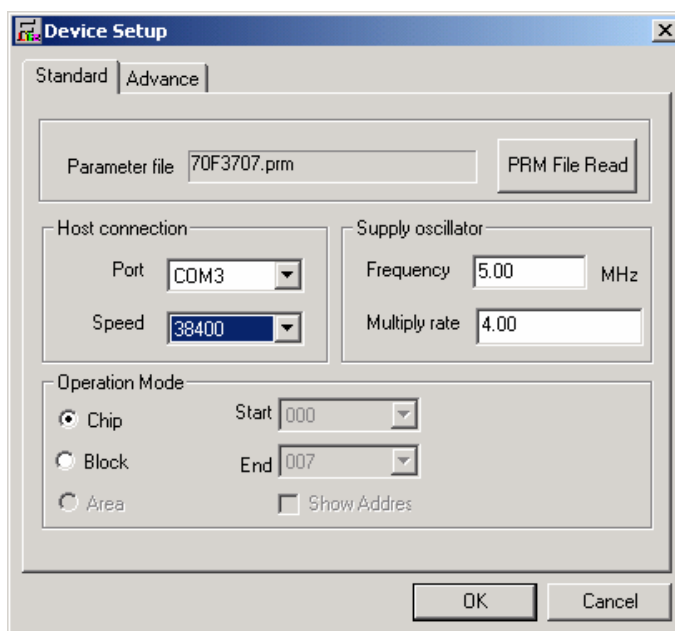 Device Setup
Standard Advance
Parameter file 70F3707.prm PRM File Read
Host connection
Port COM3
Speed 38400
Supply oscillator
Frequency 5.00 MHz
Multiply rate 4.00
Operation Mode
Chip Start 000
Block End 007
Area Show Addres
OK Cancel